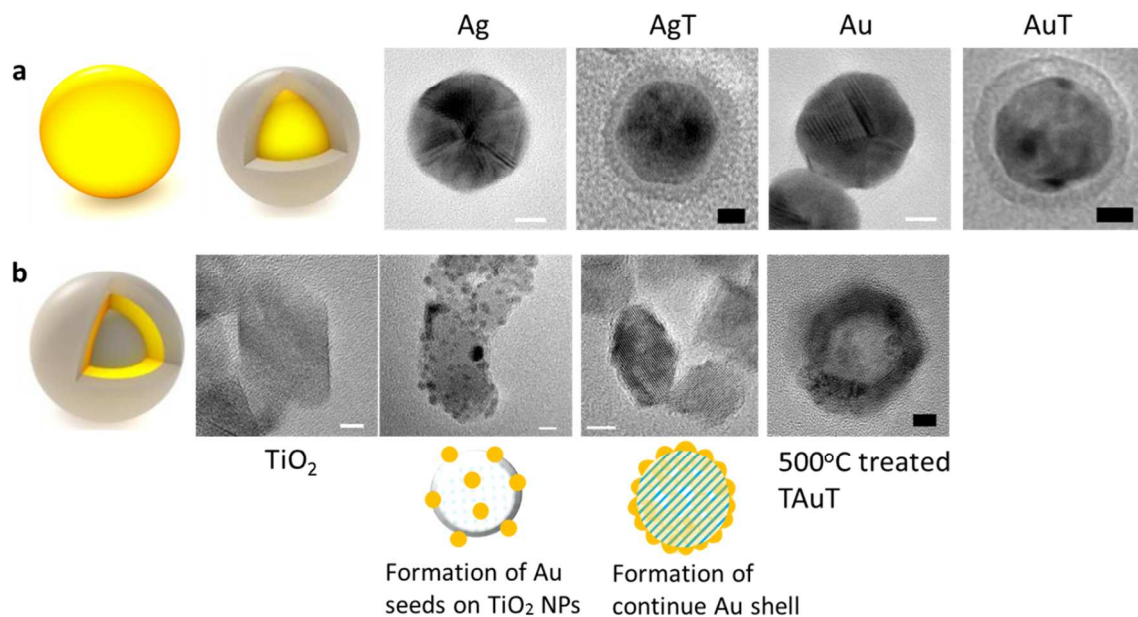 Ag
AgT
Au
AuT
a
b
TiO₂
500°C treated
TAuT
Formation of Au
seeds on TiO₂ NPs
Formation of
continue Au shell